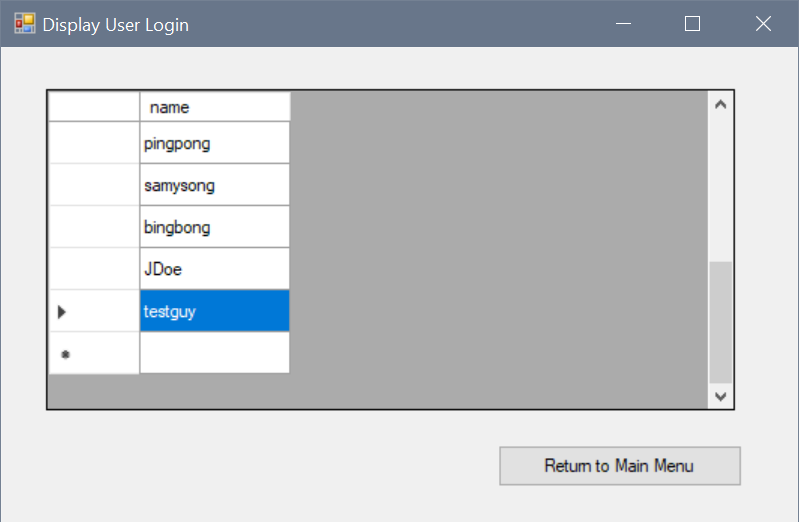 Display User Login
name
pingpong
samysong
bingbong
JDoe
testguy
Return to Main Menu